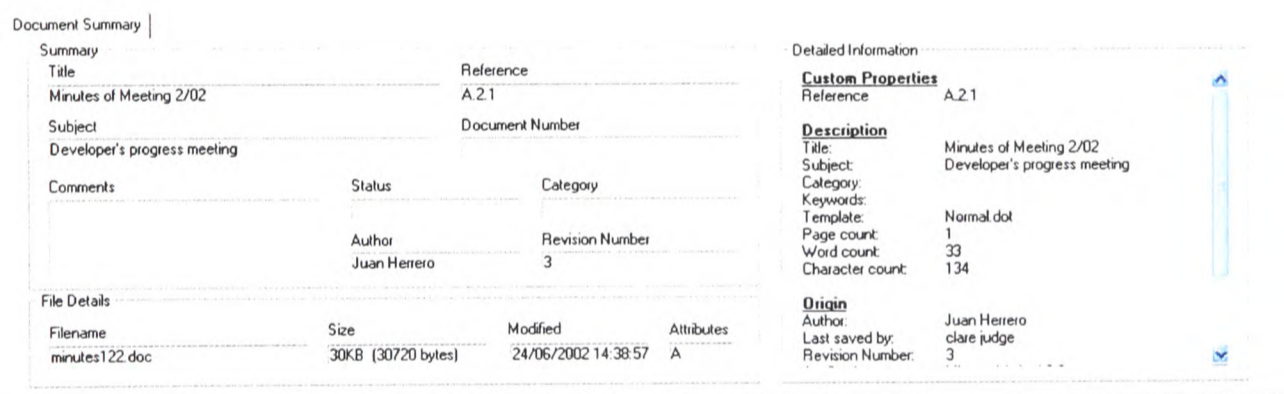 Document Summary
Summary
Title Reference
Minutes of Meeting 2/02 A.2.1
Subject Document Number
Developer's progress meeting
Comments Status Category
Author Revision Number
Juan Herrero 3
File Details
Filename Size Modified Attributes
minutes122.doc 30KB (30720 bytes) 24/06/2002 14:38:57 A
Detailed Information
Custom Properties
Reference A.2.1
Description
Title: Minutes of Meeting 2/02
Subject: Developer's progress meeting
Category:
Keywords:
Template: Normal.dot
Page count: 1
Word count: 33
Character count: 134
Origin
Author: Juan Herrero
Last saved by: clare judge
Revision Number: 3